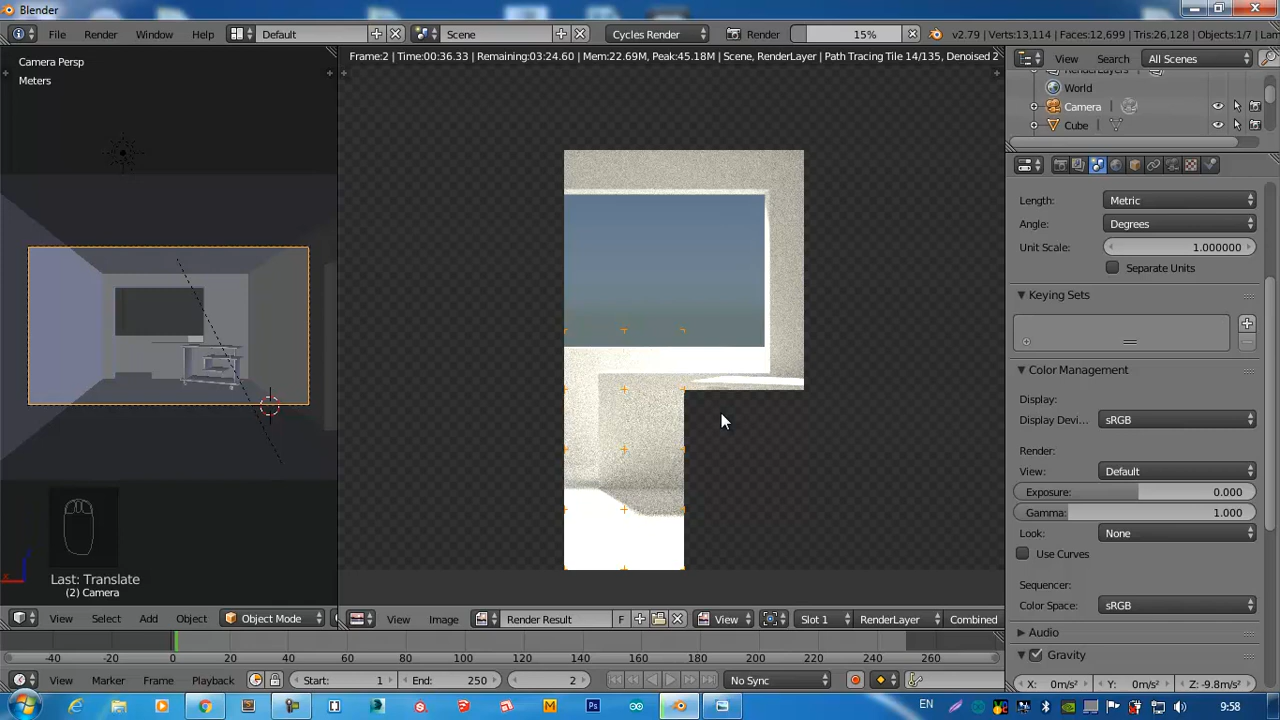 Blender
File Render Window Help Default Scene Cycles Render Render 15% v2.79 | Verts:13,114 | Faces:12,699 | Tris:26,128 | Objects:1/7 | Lam
Camera Persp
Meters
Frame:2 | Time:00:36.33 | Remaining:03:24.60 | Mem:22.69M, Peak:45.18M | Scene, RenderLayer | Path Tracing Tile 14/135, Denoised 2
View Search All Scenes
RenderLayers
World
Camera
Cube
Length: Metric
Angle: Degrees
Unit Scale: 1.000000
Separate Units
Keying Sets
Color Management
Display:
Display Devi... sRGB
Render:
View: Default
Exposure: 0.000
Gamma: 1.000
Look: None
Use Curves
Sequencer:
Color Space: sRGB
Audio
Gravity
X: 0m/s² Y: 0m/s² Z: -9.8m/s²
Last: Translate
(2) Camera
View Select Add Object Object Mode
View Image Render Result F View Slot 1 RenderLayer Combined
-40 -20 0 20 40 60 80 100 120 140 160 180 200 220 240 260
View Marker Frame Playback Start: 1 End: 250 2 No Sync
Ps
EN 9:58